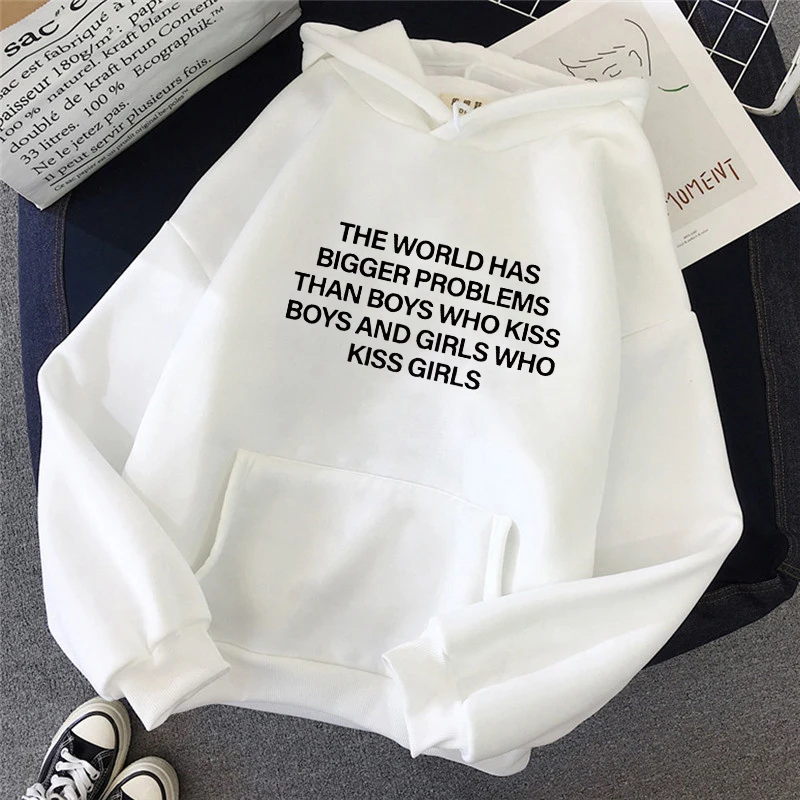 sac"
sac est fabriqué à
puissance 180g/m²; papi
100 % naturel. Kraft blanc
doublé de kraft brun Conten
33 litres. 100 % Ecographik"
Ne le jetez pas.
il peut servir plusieurs fois.
MOMENT
THE WORLD HAS
BIGGER PROBLEMS
THAN BOYS WHO KISS
BOYS AND GIRLS WHO
KISS GIRLS